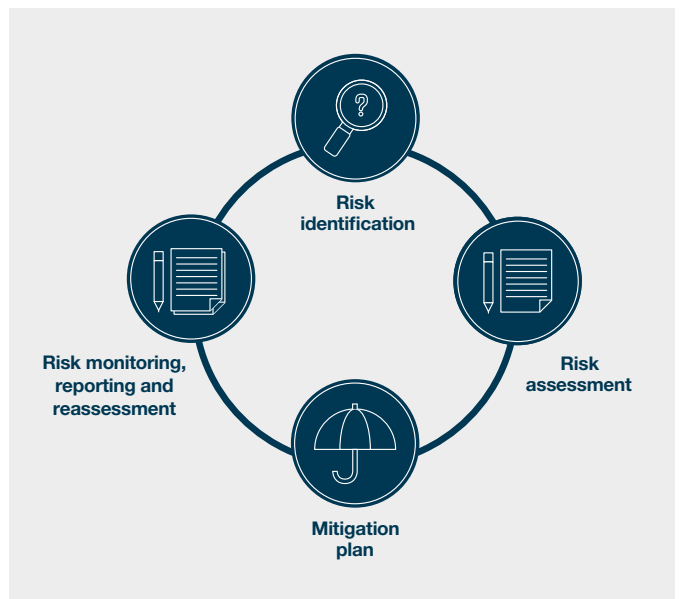 ?
Risk
identification
Risk
assessment
Mitigation
plan
Risk monitoring,
reporting and
reassessment